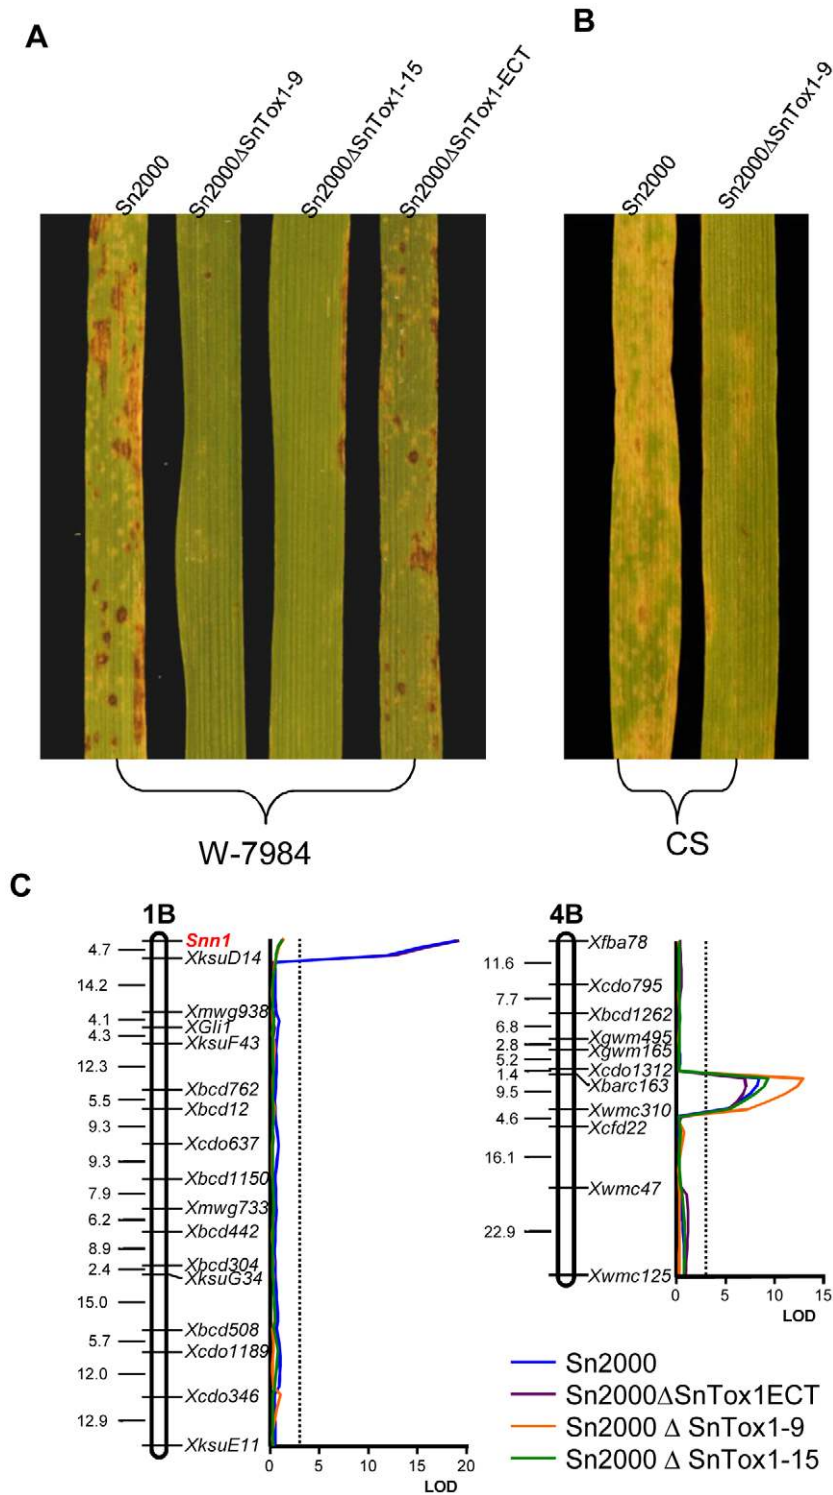 A
B
Sn2000
Sn2000ΔSnTox1-9
Sn2000ΔSnTox1-15
Sn2000ΔSnTox1-ECT
Sn2000
Sn2000ΔSnTox1-9
W-7984
CS
C
1B
Snn1
4.7
XksuD14
14.2
Xmwg938
4.1
XGli1
4.3
XksuF43
12.3
Xbcd762
5.5
Xbcd12
9.3
Xcdo637
9.3
Xbcd1150
7.9
Xmwg733
6.2
Xbcd442
8.9
Xbcd304
2.4
XksuG34
15.0
Xbcd508
5.7
Xcdo1189
12.0
Xcdo346
12.9
XksuE11
0 5 10 15 20
LOD
4B
Xfba78
11.6
Xcdo795
7.7
Xbcd1262
6.8
Xgwm495
2.8
Xgwm165
5.2
Xcdo1312
1.4
Xbarc163
9.5
Xwmc310
4.6
Xcfd22
16.1
Xwmc47
22.9
Xwmc125
0 5 10 15
LOD
Sn2000
Sn2000ΔSnTox1ECT
Sn2000 Δ SnTox1-9
Sn2000 Δ SnTox1-15